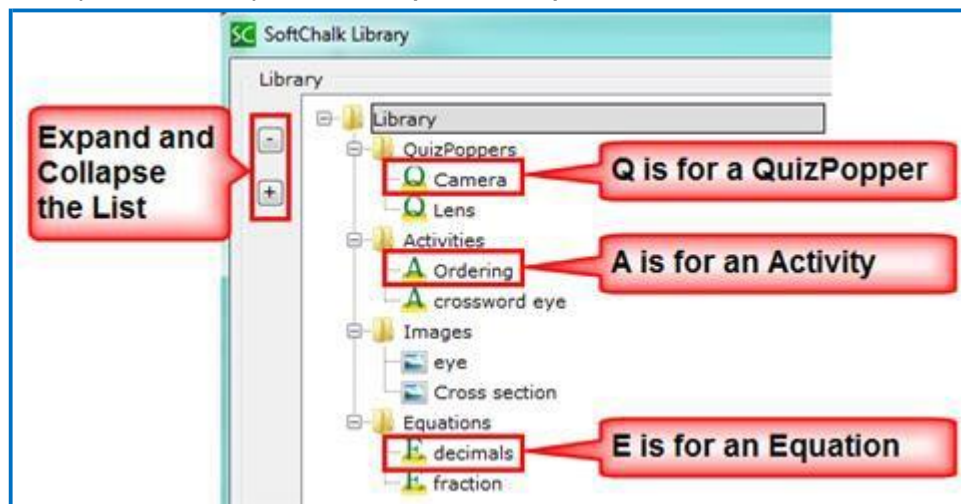 SC SoftChalk Library
Library
Expand and
Collapse
the List
-
+
Library
QuizPoppers
Q Camera
Q is for a QuizPopper
Q Lens
Activities
A Ordering
A is for an Activity
A crossword eye
Images
eye
Cross section
Equations
E decimals
E is for an Equation
E fraction